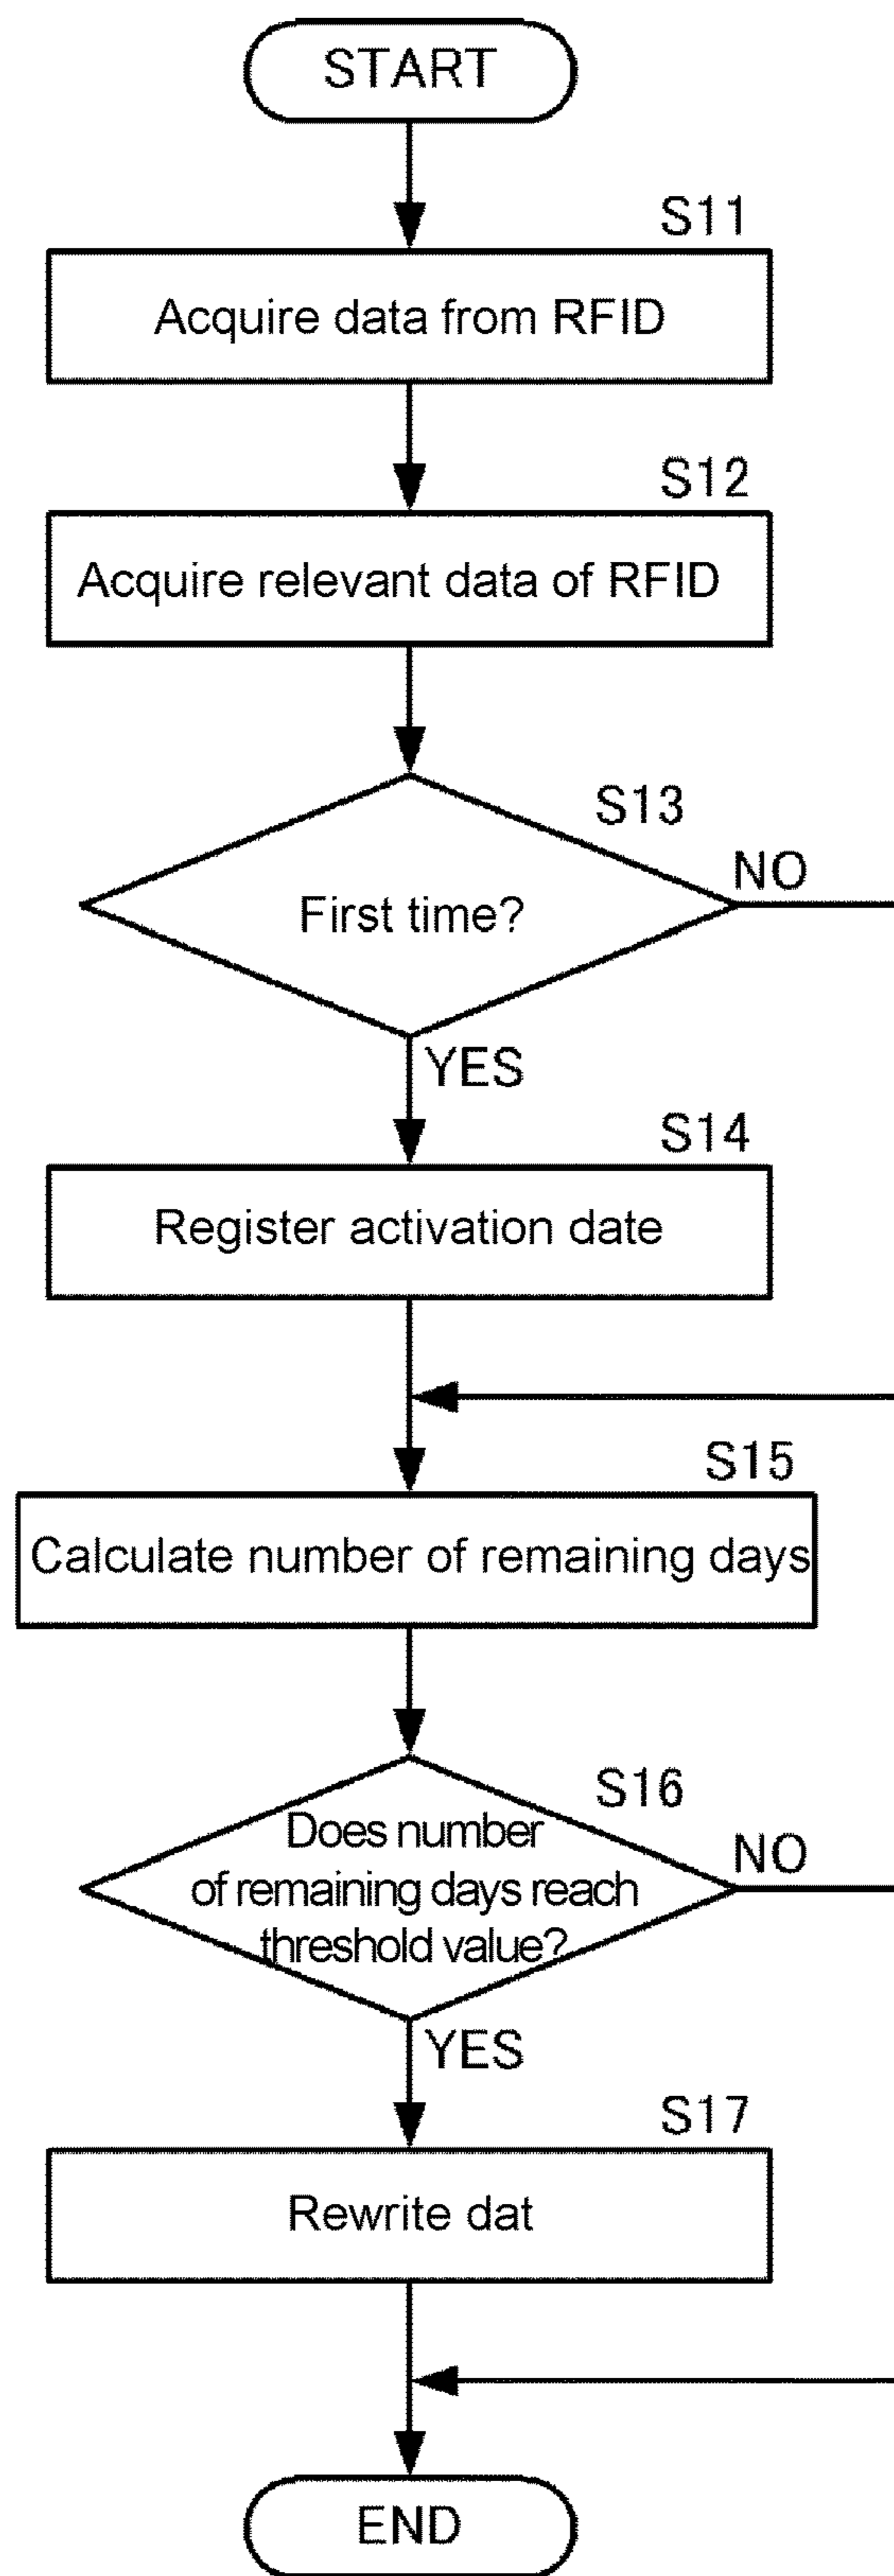 START
S11
Acquire data from RFID
S12
Acquire relevant data of RFID
S13
First time?
NO
YES
S14
Register activation date
S15
Calculate number of remaining days
S16
Does number
of remaining days reach
threshold value?
NO
YES
S17
Rewrite dat
END